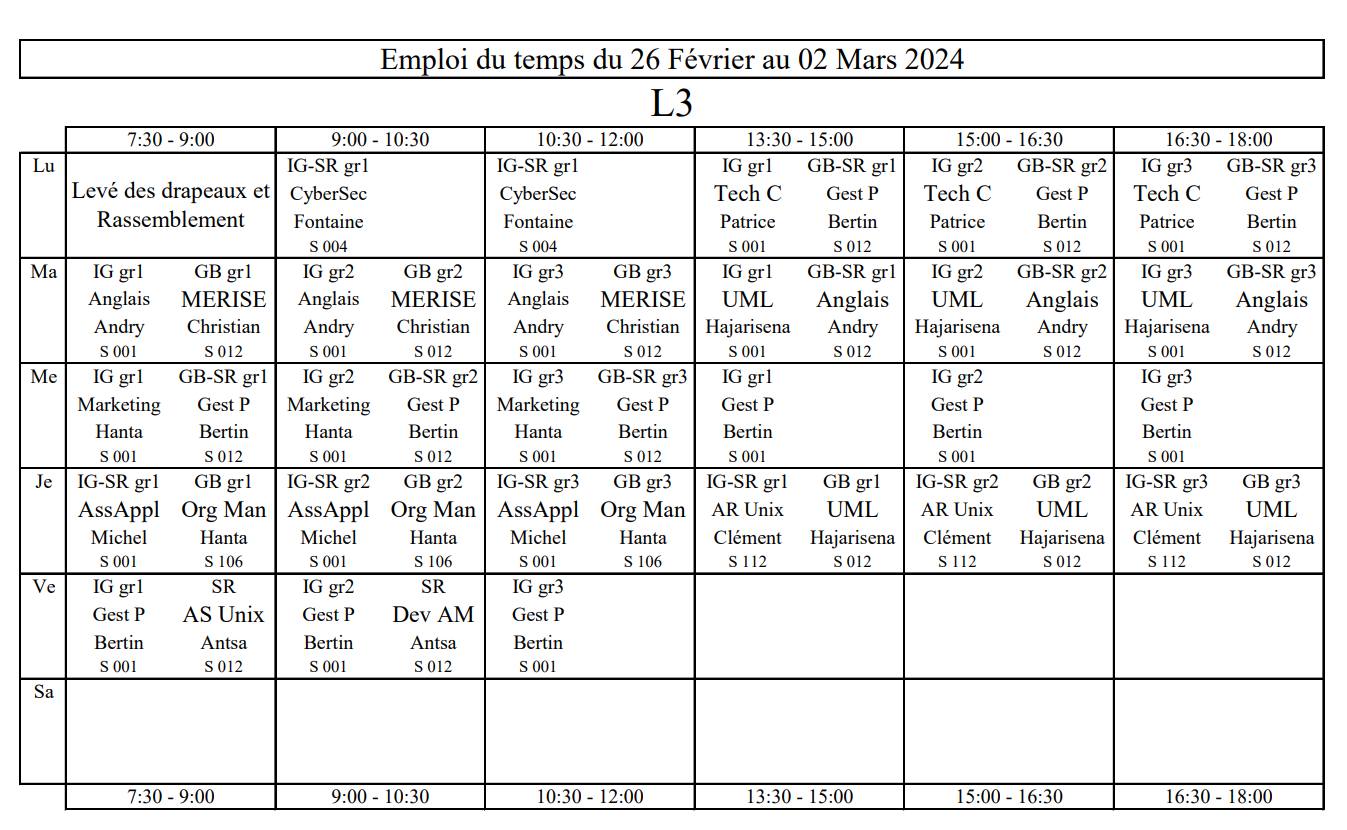 Emploi du temps du 26 Février au 02 Mars 2024
L3
7:30 - 9:00 9:00 - 10:30 10:30 - 12:00 13:30 - 15:00 15:00 - 16:30 16:30 - 18:00
Lu IG-SR gr1 IG-SR gr1 IG gr1 GB-SR gr1 IG gr2 GB-SR gr2 IG gr3 GB-SR gr3
Levé des drapeaux et CyberSec CyberSec Tech C Gest P Tech C Gest P Tech C Gest P
Rassemblement Fontaine Fontaine Patrice Bertin Patrice Bertin Patrice Bertin
S 004 S 004 S 001 S 012 S 001 S 012 S 001 S 012
Ma IG gr1 GB gr1 IG gr2 GB gr2 IG gr3 GB gr3 IG gr1 GB-SR gr1 IG gr2 GB-SR gr2 IG gr3 GB-SR gr3
Anglais MERISE Anglais MERISE Anglais MERISE UML Anglais UML Anglais UML Anglais
Andry Christian Andry Christian Andry Christian Hajarisena Andry Hajarisena Andry Hajarisena Andry
S 001 S 012 S 001 S 012 S 001 S 012 S 001 S 012 S 001 S 012 S 001 S 012
Me IG gr1 GB-SR gr1 IG gr2 GB-SR gr2 IG gr3 GB-SR gr3 IG gr1 IG gr2 IG gr3
Marketing Gest P Marketing Gest P Marketing Gest P Gest P Gest P Gest P
Hanta Bertin Hanta Bertin Hanta Bertin Bertin Bertin Bertin
S 001 S 012 S 001 S 012 S 001 S 012 S 001 S 001 S 001
Je IG-SR gr1 GB gr1 IG-SR gr2 GB gr2 IG-SR gr3 GB gr3 IG-SR gr1 GB gr1 IG-SR gr2 GB gr2 IG-SR gr3 GB gr3
AssAppl Org Man AssAppl Org Man AssAppl Org Man AR Unix UML AR Unix UML AR Unix UML
Michel Hanta Michel Hanta Michel Hanta Clément Hajarisena Clément Hajarisena Clément Hajarisena
S 001 S 106 S 001 S 106 S 001 S 106 S 112 S 012 S 112 S 012 S 112 S 012
Ve IG gr1 SR IG gr2 SR IG gr3
Gest P AS Unix Gest P Dev AM Gest P
Bertin Antsa Bertin Antsa Bertin
S 001 S 012 S 001 S 012 S 001
Sa
7:30 - 9:00 9:00 - 10:30 10:30 - 12:00 13:30 - 15:00 15:00 - 16:30 16:30 - 18:00